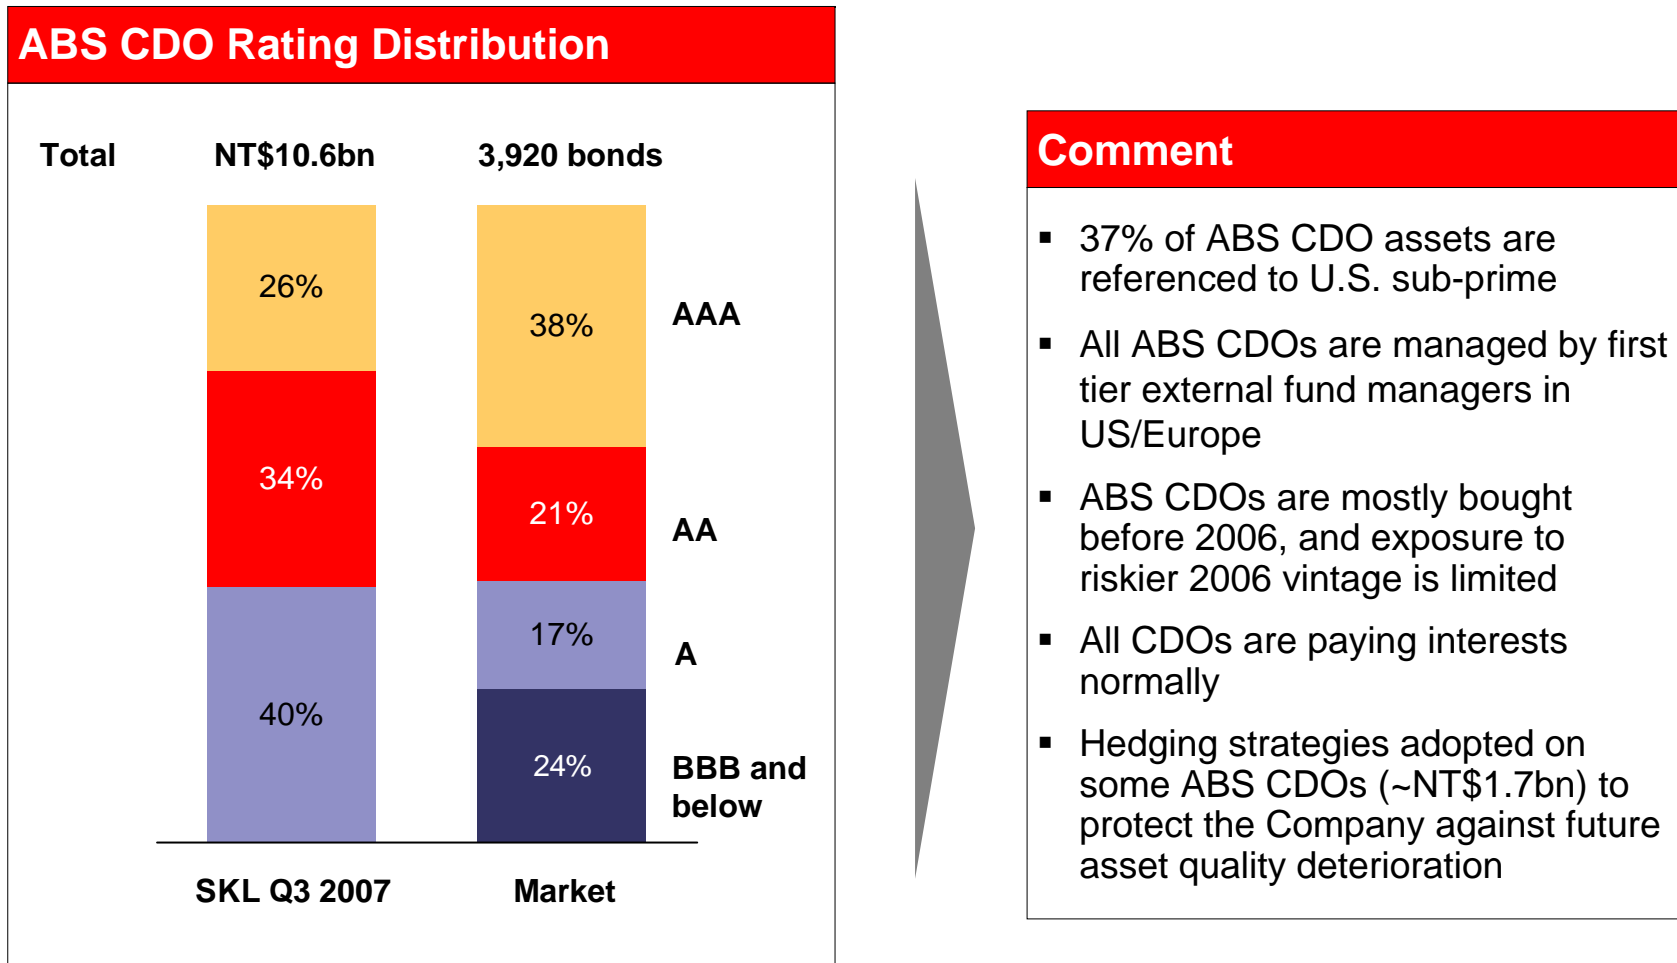 ABS CDO Rating Distribution
Total NT$10.6bn 3,920 bonds
26%
38%
AAA
34%
21%
AA
17%
A
40%
24%
BBB and
below
SKL Q3 2007 Market
Comment
▪ 37% of ABS CDO assets are
referenced to U.S. sub-prime
▪ All ABS CDOs are managed by first
tier external fund managers in
US/Europe
▪ ABS CDOs are mostly bought
before 2006, and exposure to
riskier 2006 vintage is limited
▪ All CDOs are paying interests
normally
▪ Hedging strategies adopted on
some ABS CDOs (~NT$1.7bn) to
protect the Company against future
asset quality deterioration